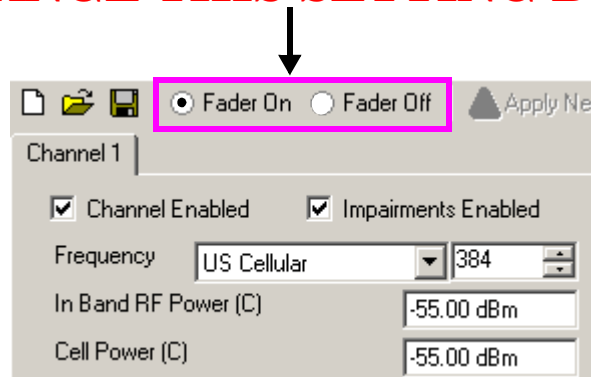 Fader On Fader Off Apply Ne
Channel 1
Channel Enabled Impairments Enabled
Frequency US Cellular 384
In Band RF Power (C) -55.00 dBm
Cell Power (C) -55.00 dBm